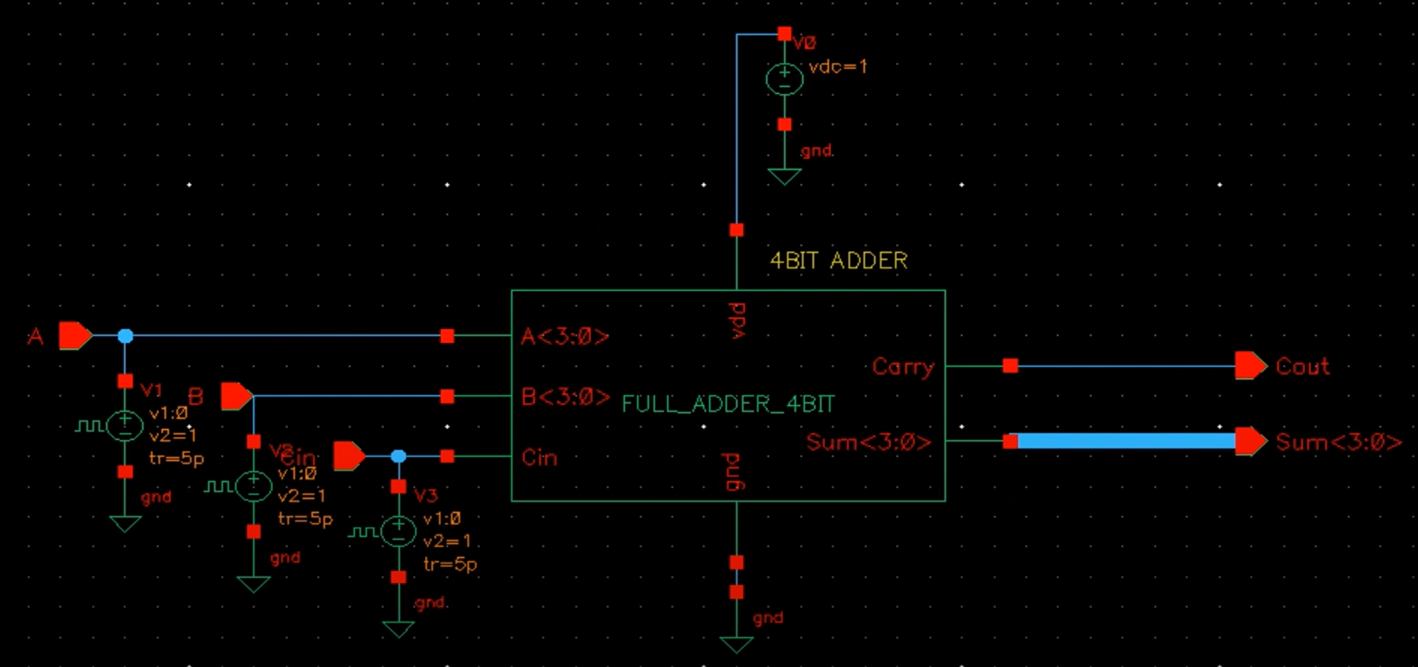 V0
vdc=1
gnd
4BIT ADDER
vdd
A
A<3:0>
Carry
Cout
V1
B
v1:0
v2=1
tr=5p
gnd
B<3:0>
FULL_ADDER_4BIT
Sum<3:0>
Sum<3:0>
V2
Cin
v1:0
v2=1
tr=5p
gnd
Cin
gnd
V3
v1:0
v2=1
tr=5p
gnd
gnd